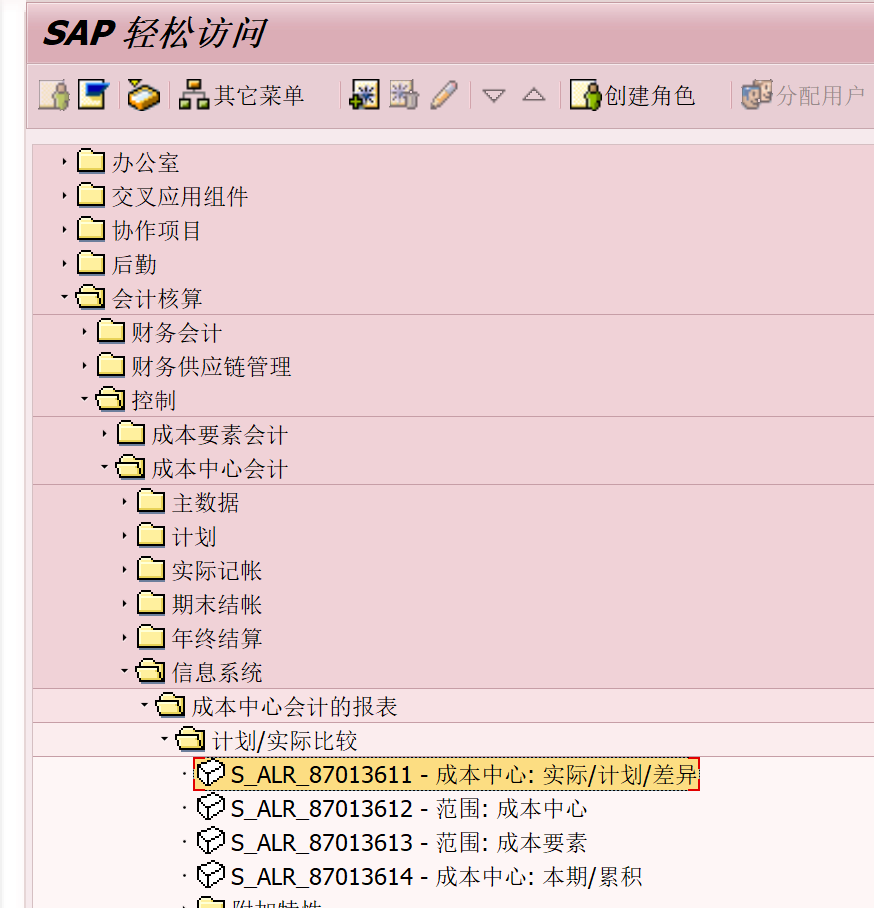 SAP 轻松访问
其它菜单 创建角色 分配用户
办公室
交叉应用组件
协作项目
后勤
会计核算
财务会计
财务供应链管理
控制
成本要素会计
成本中心会计
主数据
计划
实际记帐
期末结帐
年终结算
信息系统
成本中心会计的报表
计划/实际比较
S_ALR_87013611 - 成本中心: 实际/计划/差异
S_ALR_87013612 - 范围: 成本中心
S_ALR_87013613 - 范围: 成本要素
S_ALR_87013614 - 成本中心: 本期/累积
附加特性